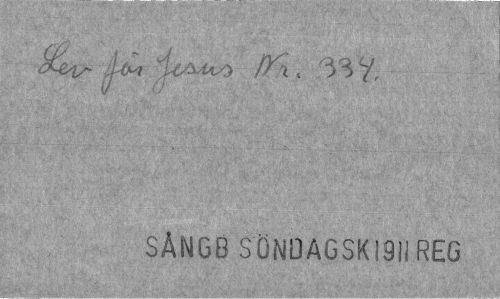 Lev för Jesus Nr. 334.
SÅNGB SÖNDAGSK 1911 REG